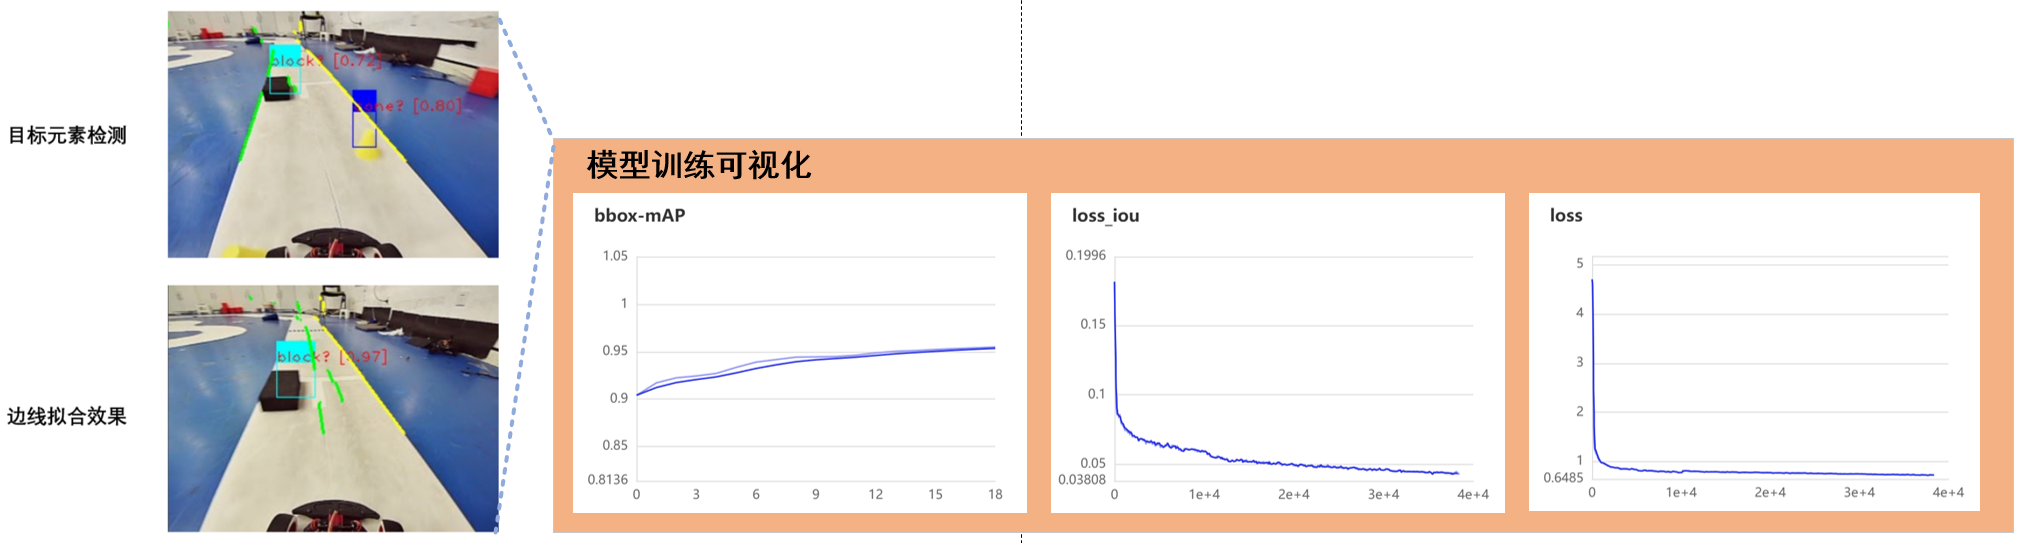 目标元素检测
block? [0.72]
cone? [0.80]
边线拟合效果
block? [0.97]
模型训练可视化
bbox-mAP
1.05
1
0.95
0.9
0.85
0.8136
0 3 6 9 12 15 18
loss_iou
0.1996
0.15
0.1
0.05
0.03808
0 1e+4 2e+4 3e+4 4e+4
loss
5
4
3
2
1
0.6485
0 1e+4 2e+4 3e+4 4e+4